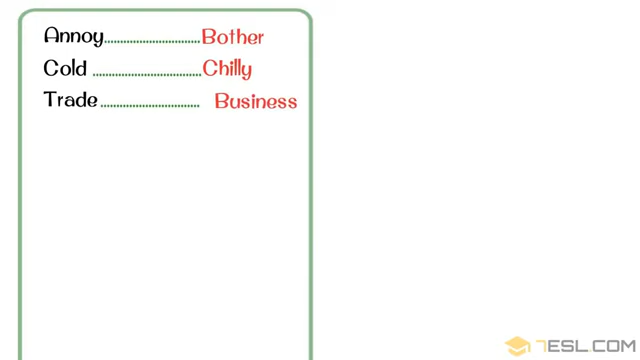 Annoy..............................Bother
Cold ..................................Chilly
Trade ............................... Business
7ESL.COM